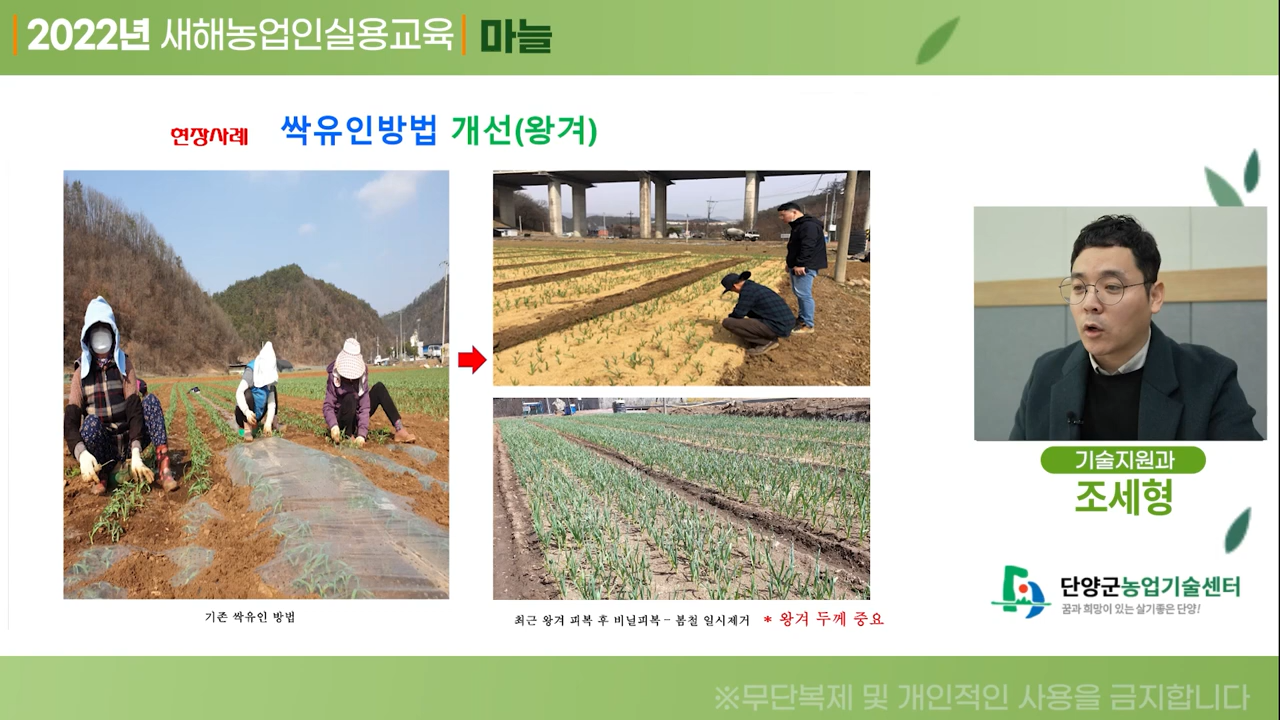 2022년 새해농업인실용교육 마늘
현장사례 싹유인방법 개선(왕겨)
기존 싹유인 방법
최근 왕겨 피복 후 비닐피복 - 봄철 일시제거 * 왕겨 두께 중요
기술지원과
조세형
단양군농업기술센터
꿈과 희망이 있는 살기좋은 단양!
※무단복제 및 개인적인 사용을 금지합니다